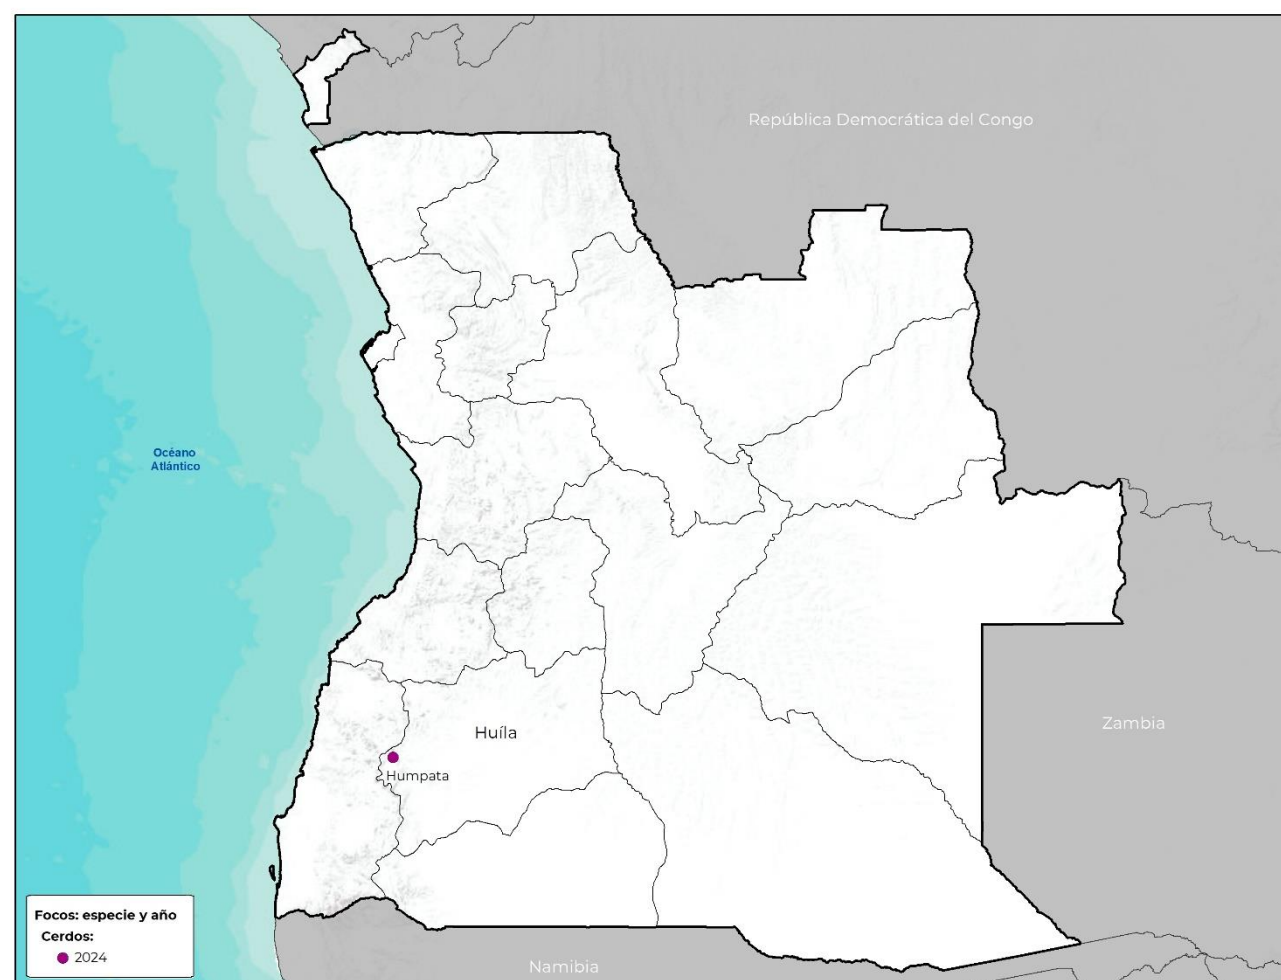 República Democrática del Congo
Océano
Atlántico
Huíla
Zambia
Humpata
Focos: especie y año
Cerdos:
2024
Namibia